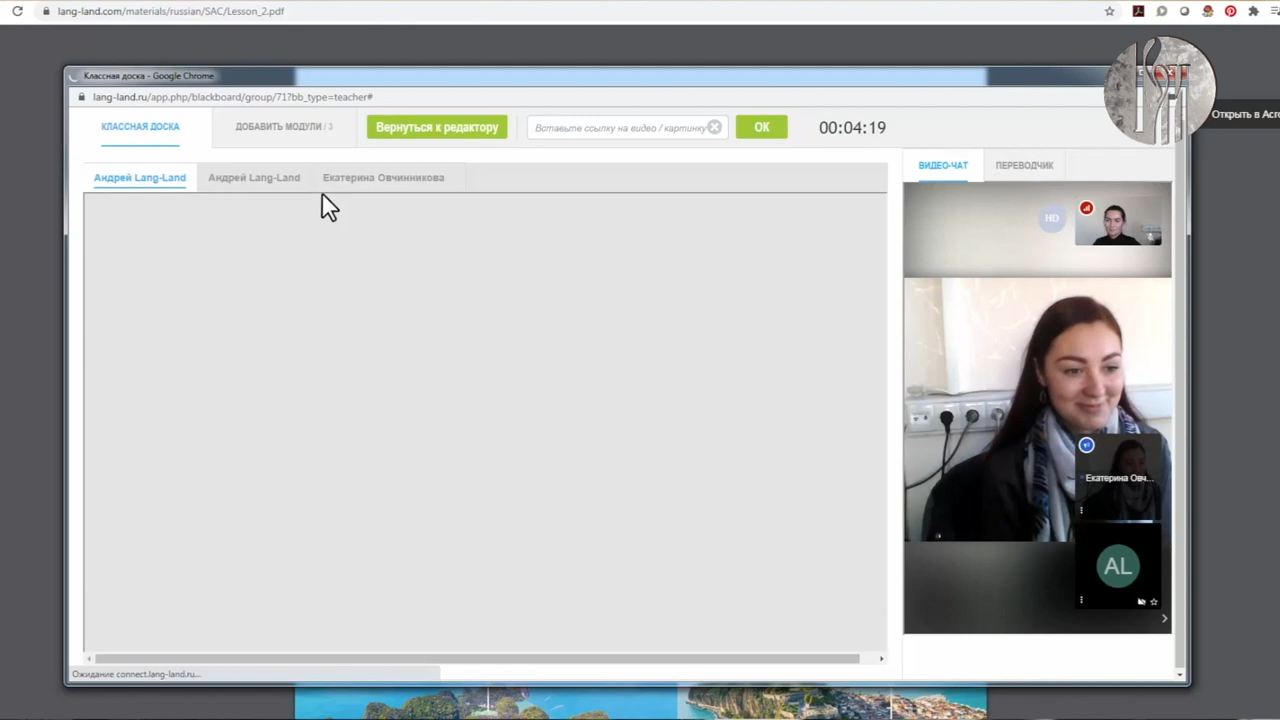 lang-land.com/materials/russian/SAC/Lesson_2.pdf
Классная доска - Google Chrome
lang-land.ru/app.php/blackboard/group/71?bb_type=teacher#
Открыть в Acro
КЛАССНАЯ ДОСКА
ДОБАВИТЬ МОДУЛИ / 3
Вернуться к редактору
Вставьте ссылку на видео / картинку
ОК
00:04:19
ВИДЕО-ЧАТ
ПЕРЕВОДЧИК
Андрей Lang-Land
Андрей Lang-Land
Екатерина Овчинникова
HD
Екатерина Овч...
AL
Ожидание connect.lang-land.ru...